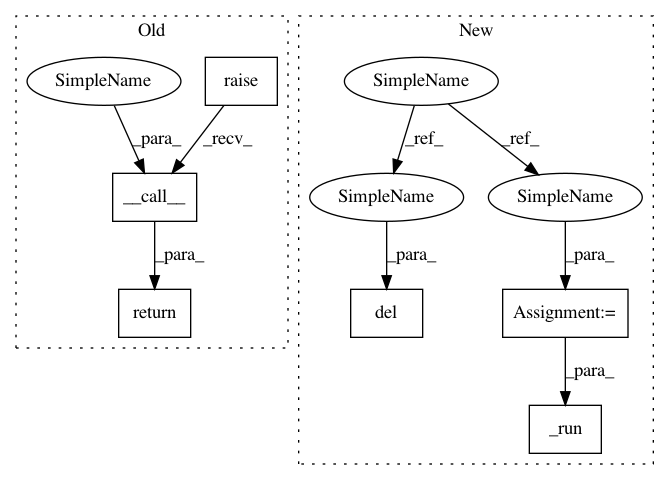 Old
New
SimpleName
raise
SimpleName
_para_
_recv_
_ref_
_ref_
__call__
SimpleName
SimpleName
_para_
_para_
_para_
return
del
Assignment:=
_para_
_run